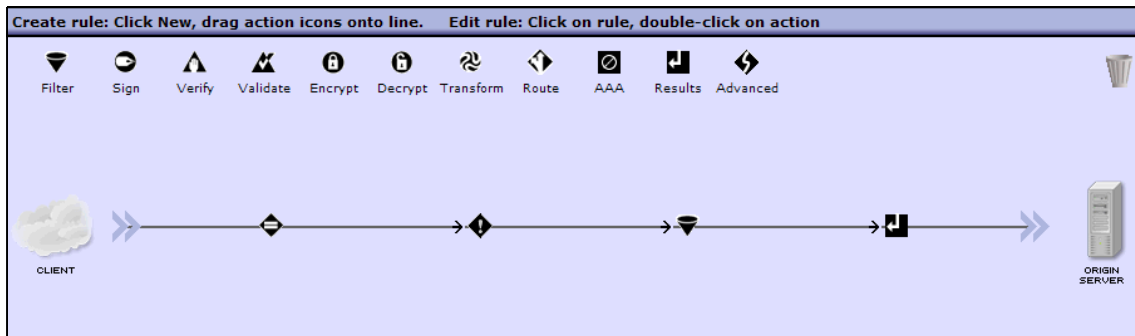 Create rule: Click New, drag action icons onto line. Edit rule: Click on rule, double-click on action
Filter Sign Verify Validate Encrypt Decrypt Transform Route AAA Results Advanced
CLIENT
ORIGIN
SERVER